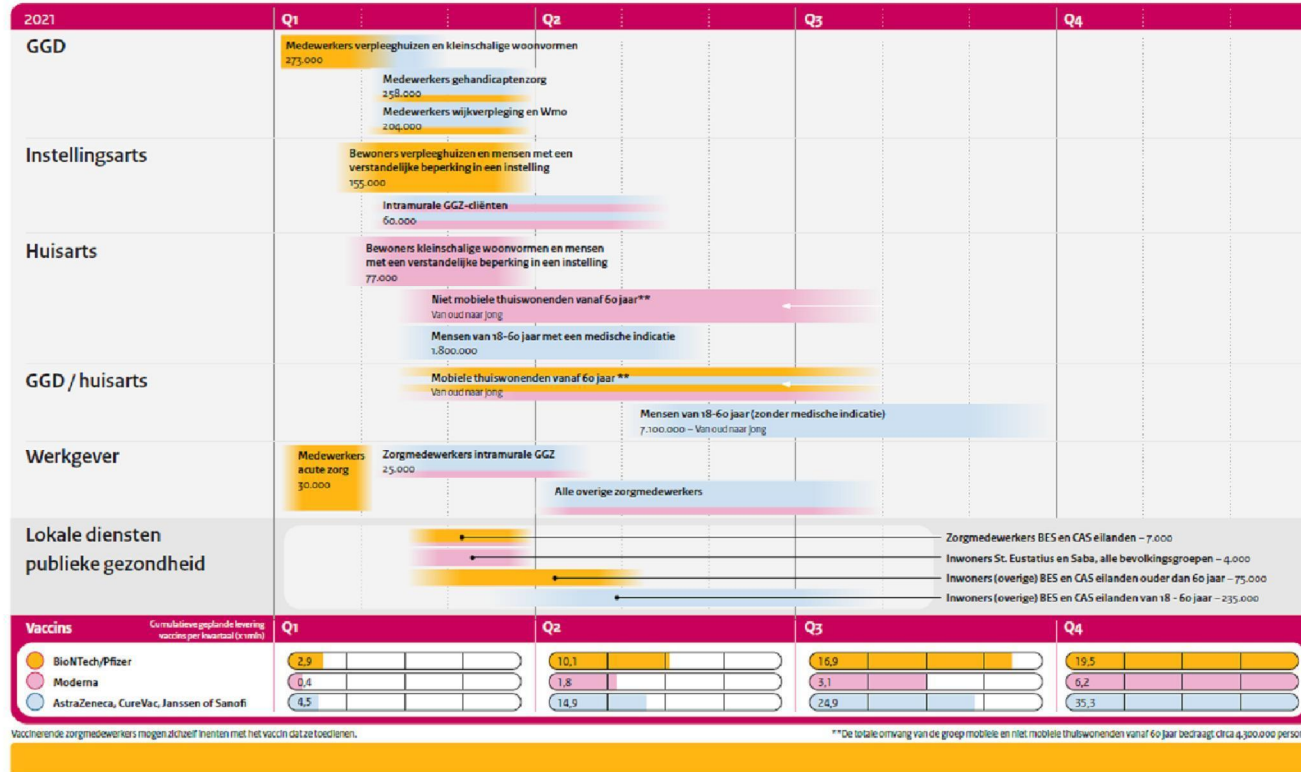 2021 Q1 Q2 Q3 Q4
GGD
Medewerkers verpleeghuizen en kleinschalige woonvormen
273.000
Medewerkers gehandicaptenzorg
258.000
Medewerkers wijkverpleging en Wmo
204.000
Instellingsarts
Bewoners verpleeghuizen en mensen met een
verstandelijke beperking in een instelling
155.000
Intramurale GGZ-cliënten
60.000
Huisarts
Bewoners kleinschalige woonvormen en mensen
met een verstandelijke beperking in een instelling
77.000
Niet mobiele thuiswonenden vanaf 60 jaar**
Van oud naar jong
Mensen van 18-60 jaar met een medische indicatie
1.800.000
GGD / huisarts
Mobiele thuiswonenden vanaf 60 jaar **
Van oud naar jong
Mensen van 18-60 jaar (zonder medische indicatie)
7.100.000 – Van oud naar jong
Werkgever
Medewerkers
acute zorg
30.000
Zorgmedewerkers intramurale GGZ
25.000
Alle overige zorgmedewerkers
Lokale diensten
publieke gezondheid
Zorgmedewerkers BES en CAS eilanden – 7.000
Inwoners St. Eustatius en Saba, alle bevolkingsgroepen – 4.000
Inwoners (overige) BES en CAS eilanden ouder dan 60 jaar – 75.000
Inwoners (overige) BES en CAS eilanden van 18 - 60 jaar – 235.000
Vaccins
Cumulatieve geplande levering
vaccins per kwartaal (x 1mln)
Q1 Q2 Q3 Q4
BioNTech/Pfizer 2,9 10,1 16,9 19,5
Moderna 0,4 1,8 3,1 6,2
AstraZeneca, CureVac, Janssen of Sanofi 4,5 14,9 24,9 35,3
Vaccinerende zorgmedewerkers mogen zichzelf inenten met het vaccin dat ze toedienen.
**De totale omvang van de groep mobiele en niet mobiele thuiswonenden vanaf 60 jaar bedraagt circa 4.300.000 person